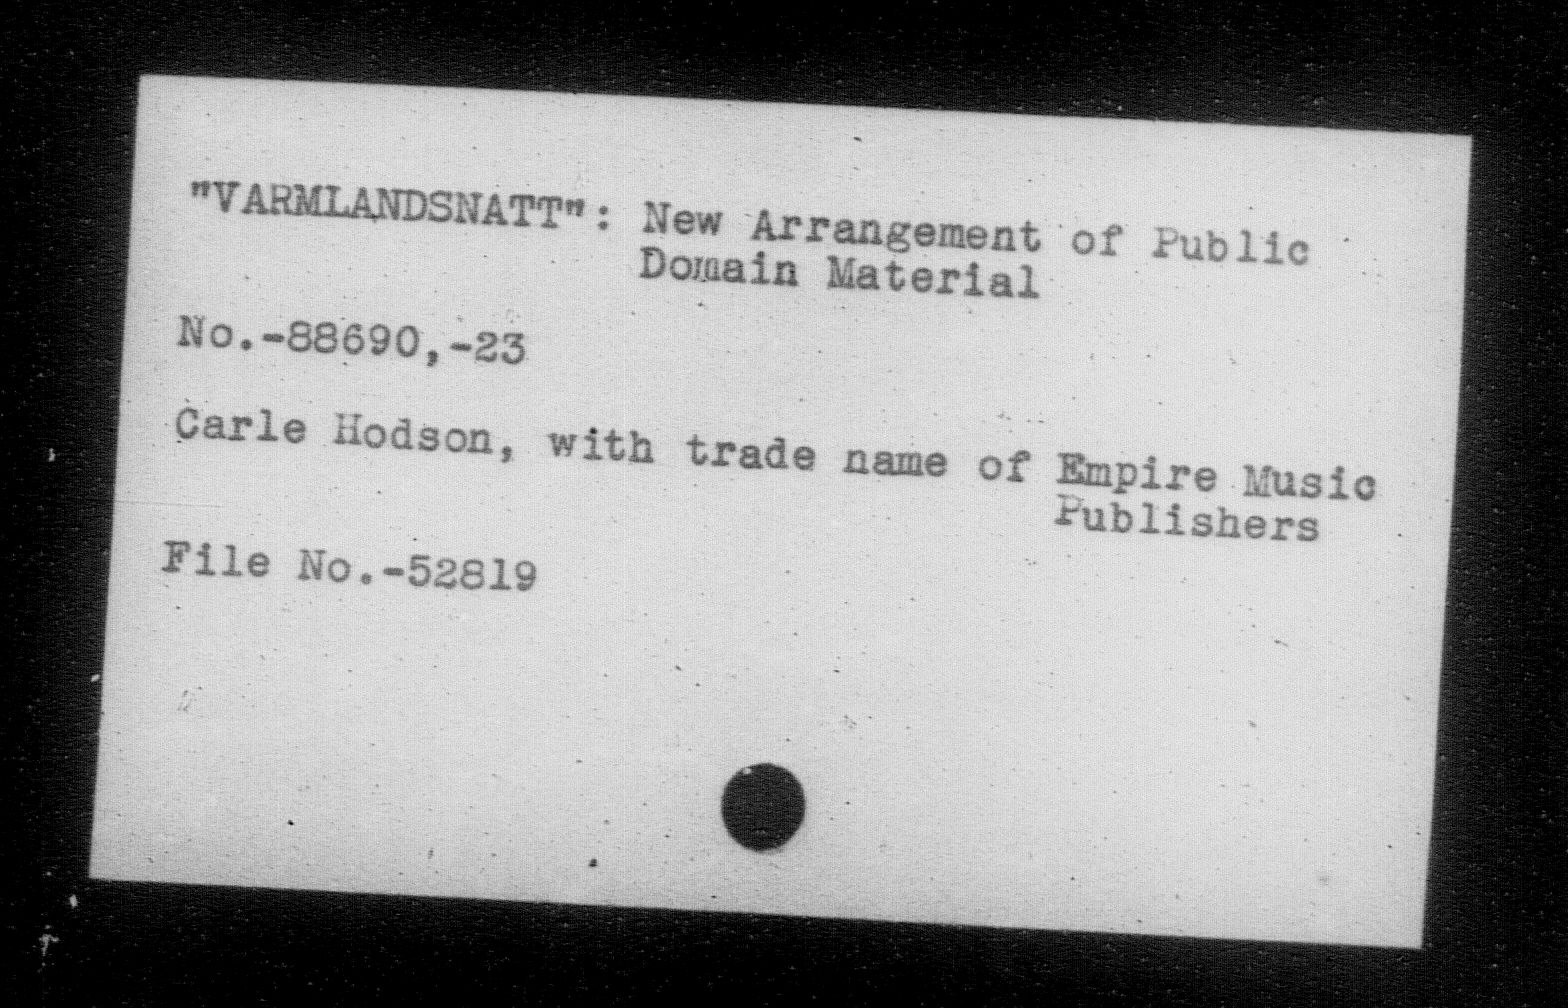 "VARMLANDSNATT": New Arrangement of Public
Domain Material
No.-88690,-23
Carle Hodson, with trade name of Empire Music
Publishers
File No.-52819